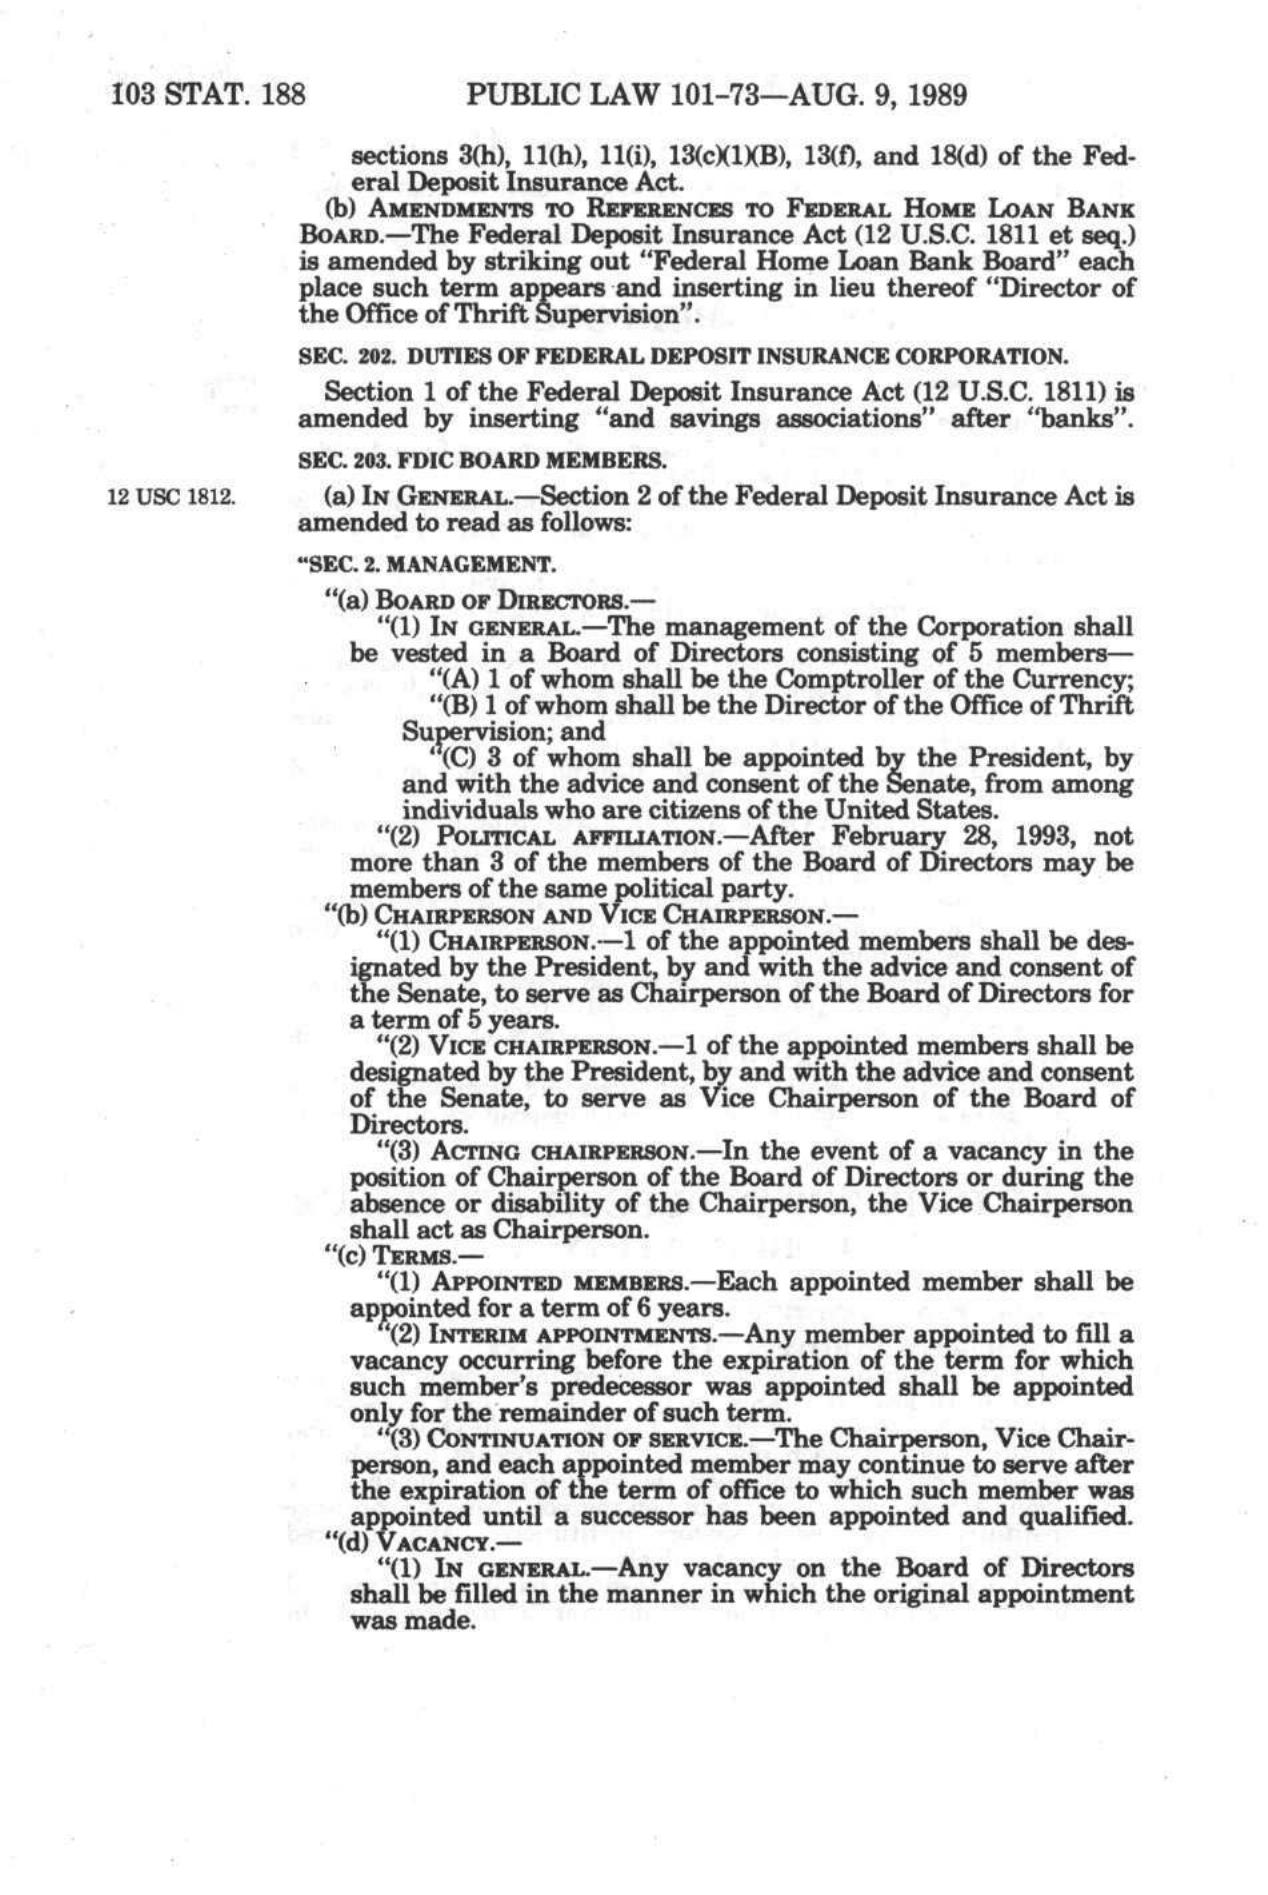 103 STAT. 188 PUBLIC LAW 101-73—AUG. 9, 1989
sections 3(h), 11(h), 11(i), 13(c)(1)(B), 13(f), and 18(d) of the Fed-
eral Deposit Insurance Act.
(b) AMENDMENTS TO REFERENCES TO FEDERAL HOME LOAN BANK
BOARD.—The Federal Deposit Insurance Act (12 U.S.C. 1811 et seq.)
is amended by striking out “Federal Home Loan Bank Board” each
place such term appears and inserting in lieu thereof “Director of
the Office of Thrift Supervision”.
SEC. 202. DUTIES OF FEDERAL DEPOSIT INSURANCE CORPORATION.
Section 1 of the Federal Deposit Insurance Act (12 U.S.C. 1811) is
amended by inserting “and savings associations” after “banks”.
SEC. 203. FDIC BOARD MEMBERS.
12 USC 1812.
(a) IN GENERAL.—Section 2 of the Federal Deposit Insurance Act is
amended to read as follows:
“SEC. 2. MANAGEMENT.
“(a) BOARD OF DIRECTORS.—
“(1) IN GENERAL.—The management of the Corporation shall
be vested in a Board of Directors consisting of 5 members—
“(A) 1 of whom shall be the Comptroller of the Currency;
“(B) 1 of whom shall be the Director of the Office of Thrift
Supervision; and
“(C) 3 of whom shall be appointed by the President, by
and with the advice and consent of the Senate, from among
individuals who are citizens of the United States.
“(2) POLITICAL AFFILIATION.—After February 28, 1993, not
more than 3 of the members of the Board of Directors may be
members of the same political party.
“(b) CHAIRPERSON AND VICE CHAIRPERSON.—
“(1) CHAIRPERSON.—1 of the appointed members shall be des-
ignated by the President, by and with the advice and consent of
the Senate, to serve as Chairperson of the Board of Directors for
a term of 5 years.
“(2) VICE CHAIRPERSON.—1 of the appointed members shall be
designated by the President, by and with the advice and consent
of the Senate, to serve as Vice Chairperson of the Board of
Directors.
“(3) ACTING CHAIRPERSON.—In the event of a vacancy in the
position of Chairperson of the Board of Directors or during the
absence or disability of the Chairperson, the Vice Chairperson
shall act as Chairperson.
“(c) TERMS.—
“(1) APPOINTED MEMBERS.—Each appointed member shall be
appointed for a term of 6 years.
“(2) INTERIM APPOINTMENTS.—Any member appointed to fill a
vacancy occurring before the expiration of the term for which
such member's predecessor was appointed shall be appointed
only for the remainder of such term.
“(3) CONTINUATION OF SERVICE.—The Chairperson, Vice Chair-
person, and each appointed member may continue to serve after
the expiration of the term of office to which such member was
appointed until a successor has been appointed and qualified.
“(d) VACANCY.—
“(1) IN GENERAL.—Any vacancy on the Board of Directors
shall be filled in the manner in which the original appointment
was made.